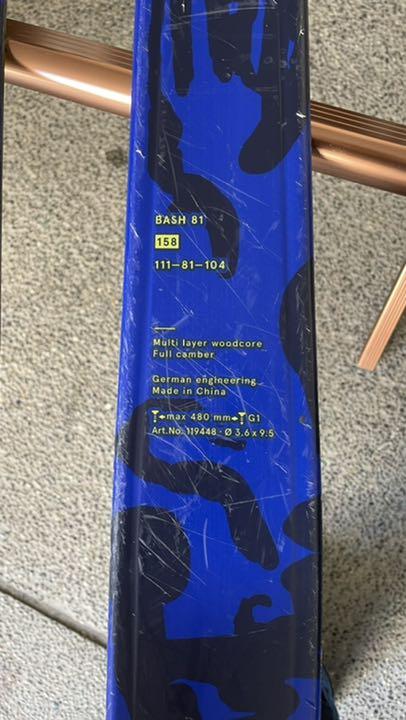 BASH 81
158
111–81–104
Multi layer woodcore
Full camber
German engineering
Made in China
max 480 mm G1
Art.No. 119448 · Ø 3.6 x 9.5